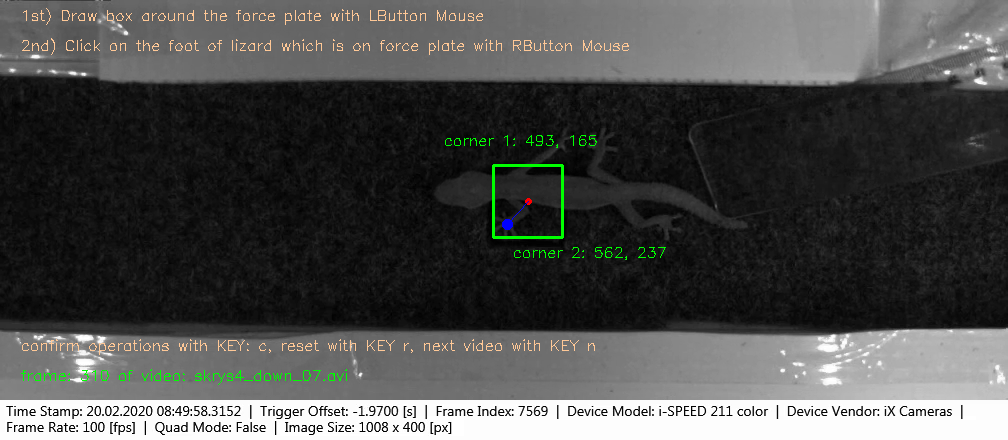 1st) Draw box around the force plate with LButton Mouse
2nd) Click on the foot of lizard which is on force plate with RButton Mouse
corner 1: 493, 165
corner 2: 562, 237
confirm operations with KEY: c, reset with KEY r, next video with KEY n
frame: 310 of video: skrys4_down_07.avi
Time Stamp: 20.02.2020 08:49:58.3152 | Trigger Offset: -1.9700 [s] | Frame Index: 7569 | Device Model: i-SPEED 211 color | Device Vendor: iX Cameras |
Frame Rate: 100 [fps] | Quad Mode: False | Image Size: 1008 x 400 [px]